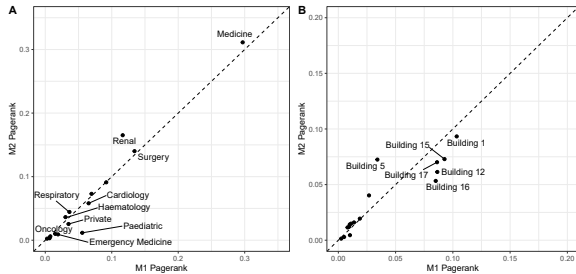 A
M2 Pagerank
0.3
0.2
0.1
0.0
Medicine
Renal
Surgery
Respiratory
Cardiology
Haematology
Private
Oncology
Paediatric
Emergency Medicine
0.0 0.1 0.2 0.3
M1 Pagerank
B
M2 Pagerank
0.20
0.15
0.10
0.05
0.00
Building 15
Building 1
Building 5
Building 17
Building 12
Building 16
0.00 0.05 0.10 0.15 0.20
M1 Pagerank